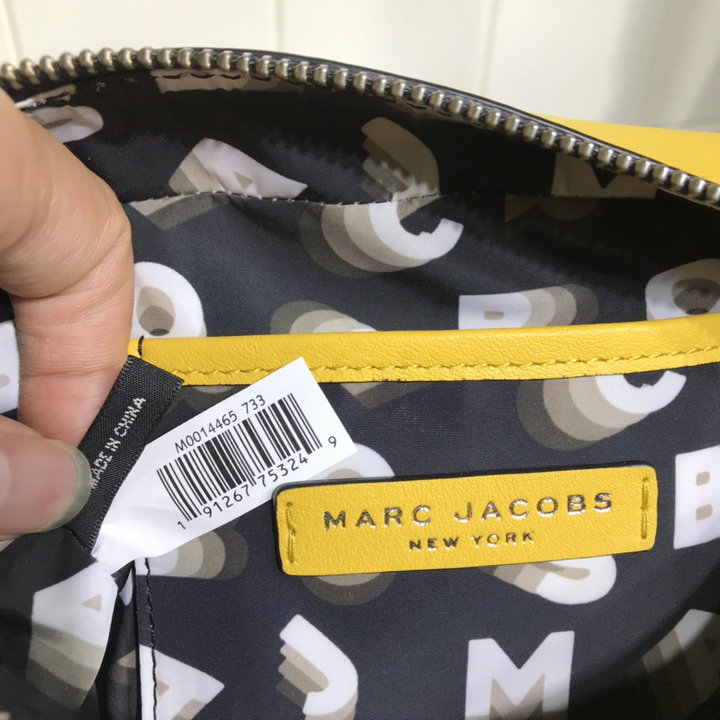 MADE IN CHINA
M0014465 733
1 91267 75324 9
MARC JACOBS
NEW YORK